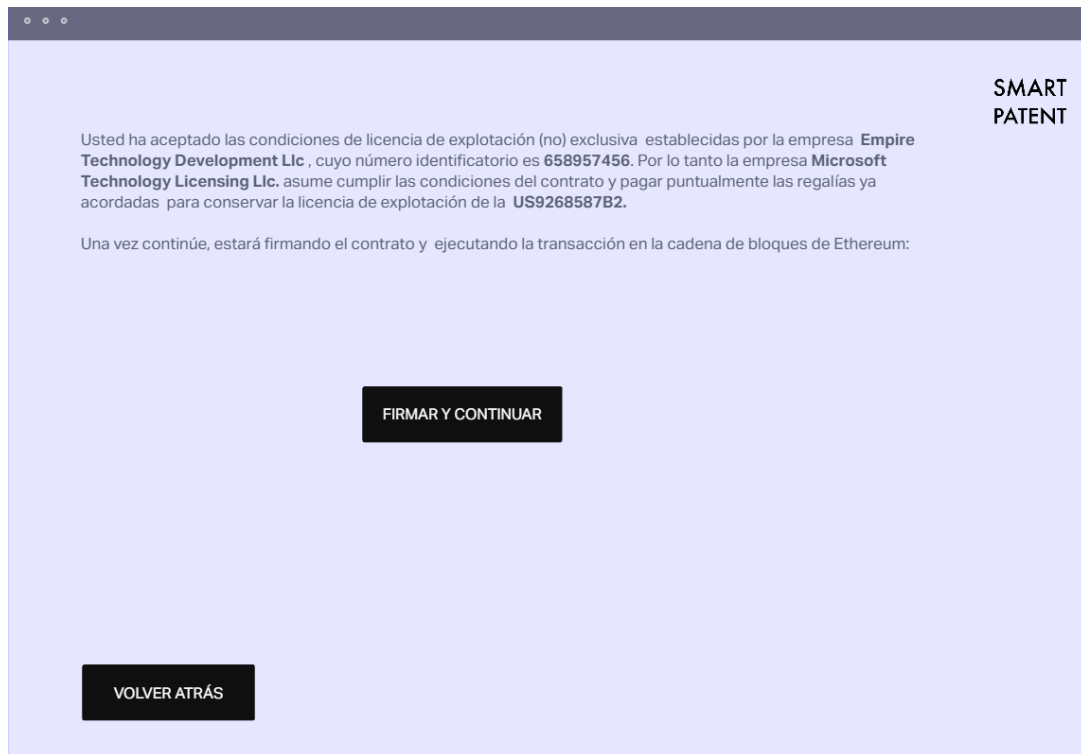 SMART
PATENT
Usted ha aceptado las condiciones de licencia de explotación (no) exclusiva establecidas por la empresa Empire
Technology Development Llc , cuyo número identificatorio es 658957456. Por lo tanto la empresa Microsoft
Technology Licensing Llc. asume cumplir las condiciones del contrato y pagar puntualmente las regalías ya
acordadas para conservar la licencia de explotación de la US9268587B2.
Una vez continúe, estará firmando el contrato y ejecutando la transacción en la cadena de bloques de Ethereum:
FIRMAR Y CONTINUAR
VOLVER ATRÁS